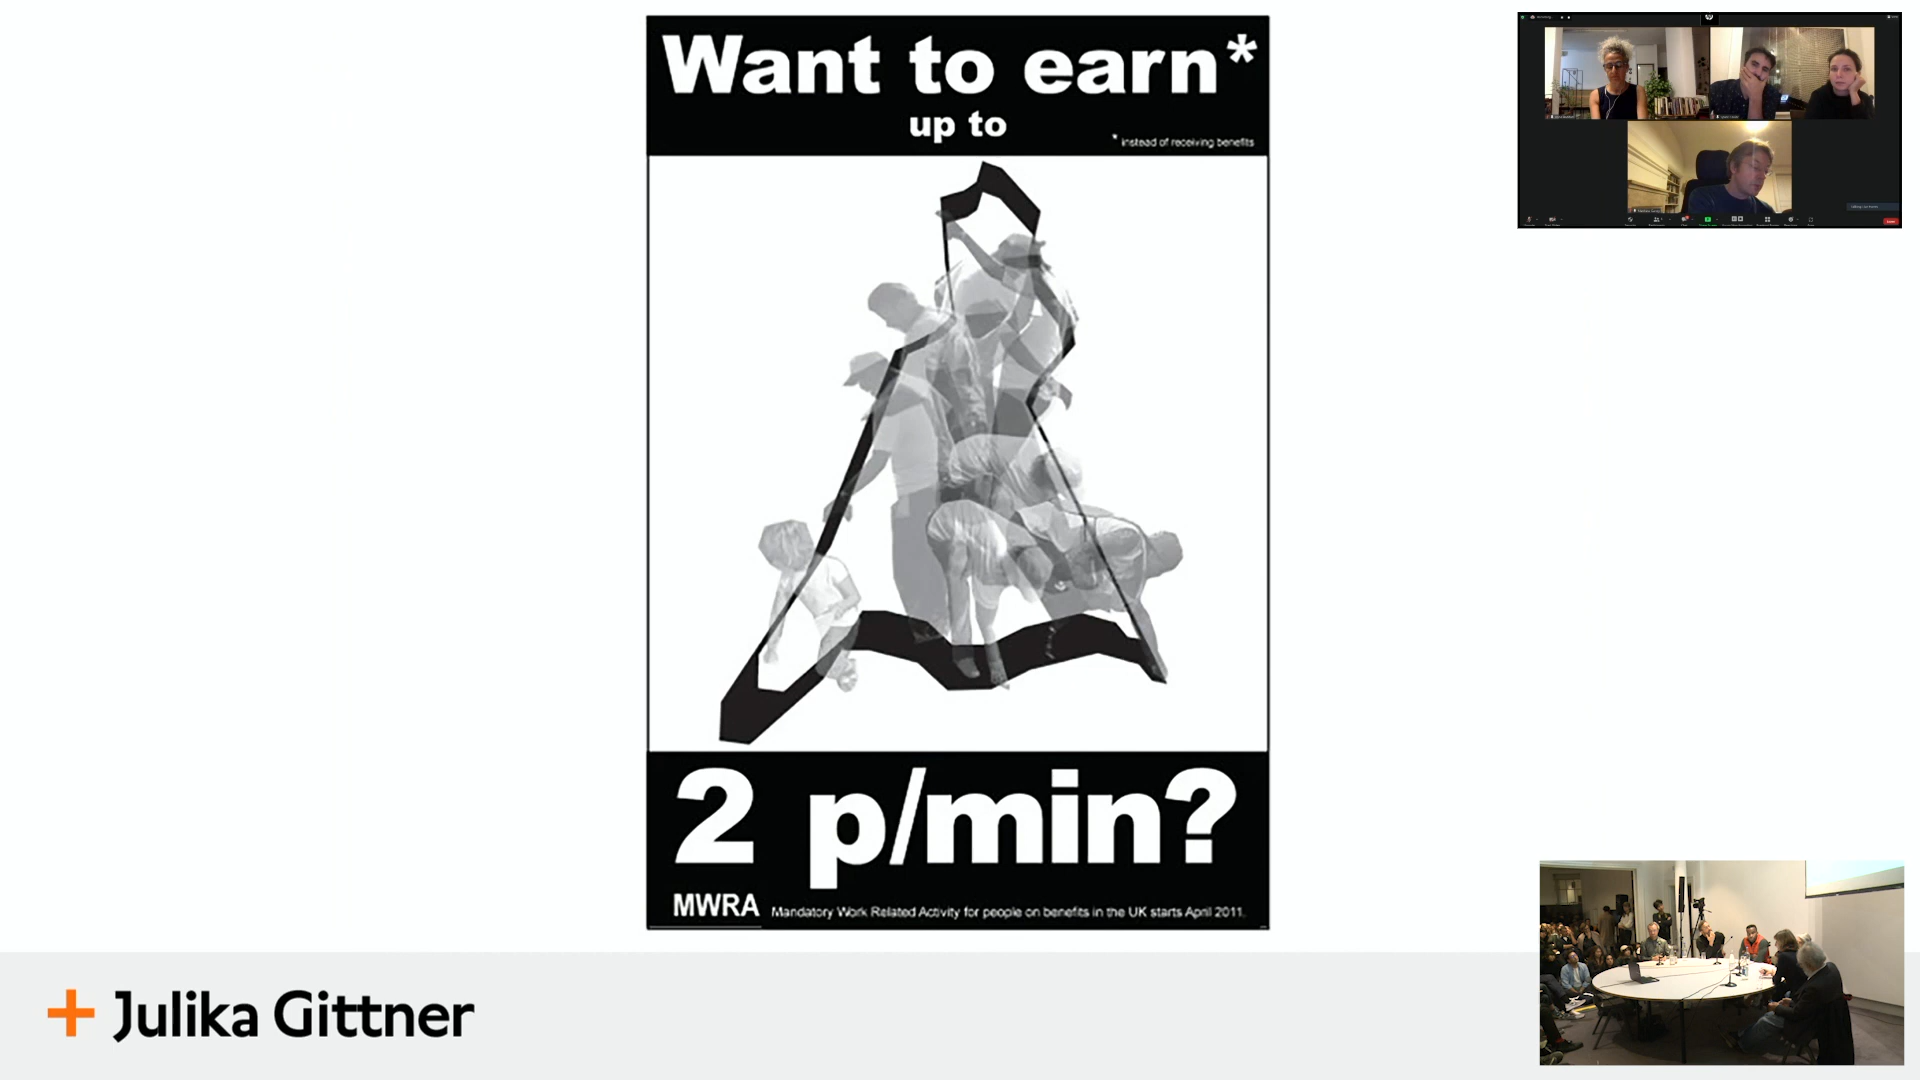 Want to earn*
up to
* instead of receiving benefits
2 p/min?
MWRA Mandatory Work Related Activity for people on benefits in the UK starts April 2011.
+ Julika Gittner